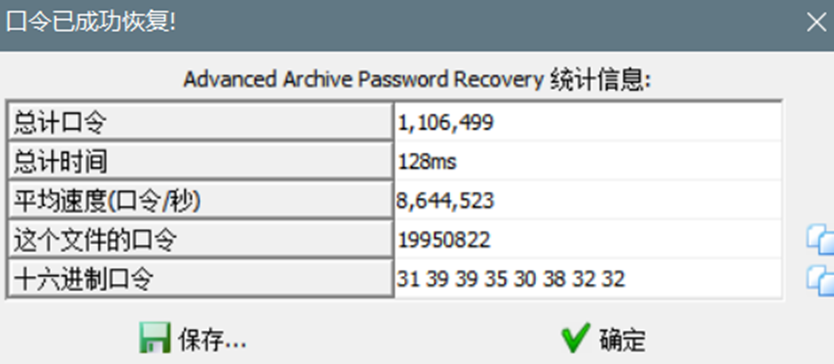 口令已成功恢复!
Advanced Archive Password Recovery 统计信息:
总计口令 1,106,499
总计时间 128ms
平均速度(口令/秒) 8,644,523
这个文件的口令 19950822
十六进制口令 31 39 39 35 30 38 32 32
保存... 确定